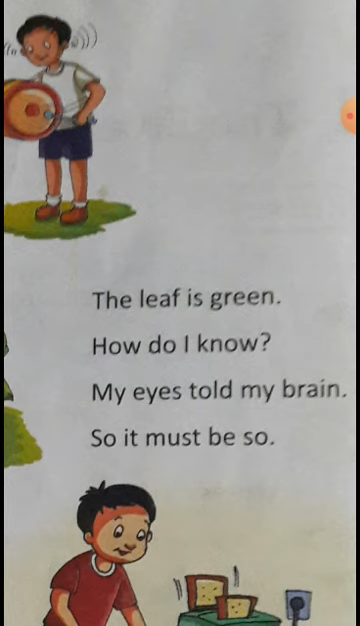 The leaf is green.
How do I know?
My eyes told my brain.
So it must be so.